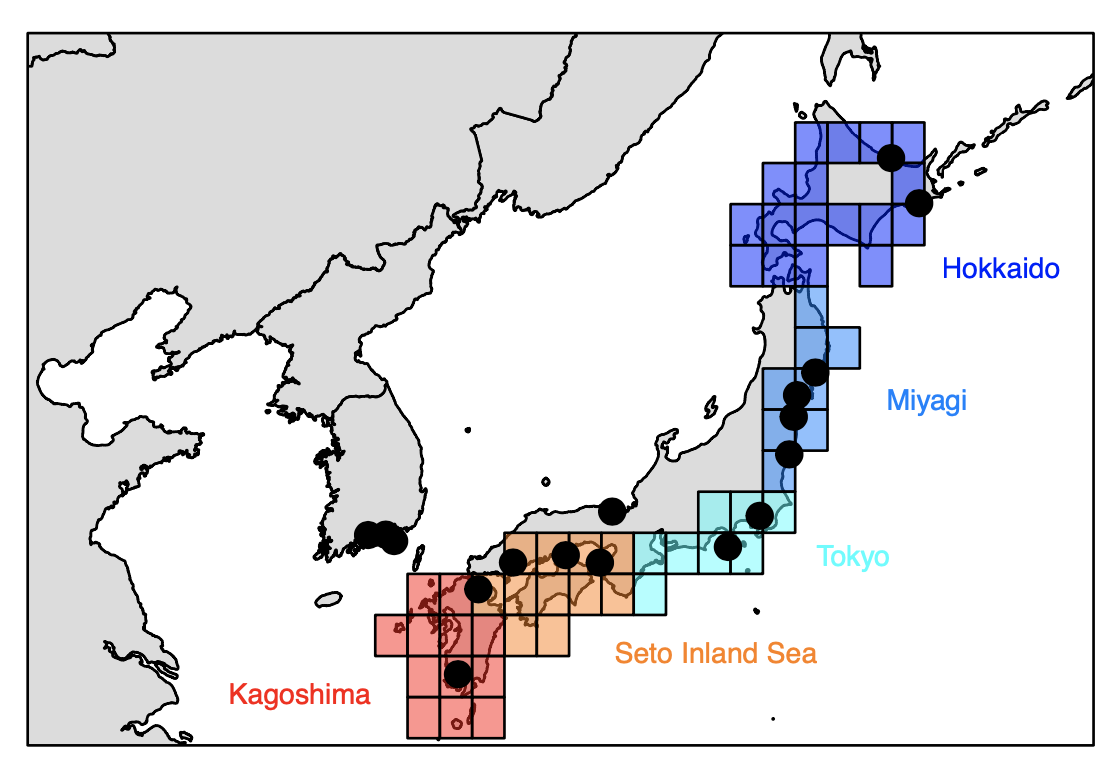 Hokkaido
Miyagi
Tokyo
Seto Inland Sea
Kagoshima